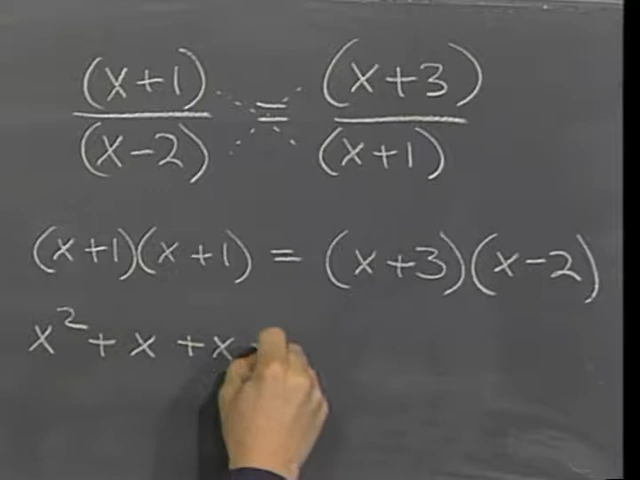 (x+1) = (x+3)
(x-2) (x+1)
(x+1)(x+1) = (x+3)(x-2)
x² + x + x